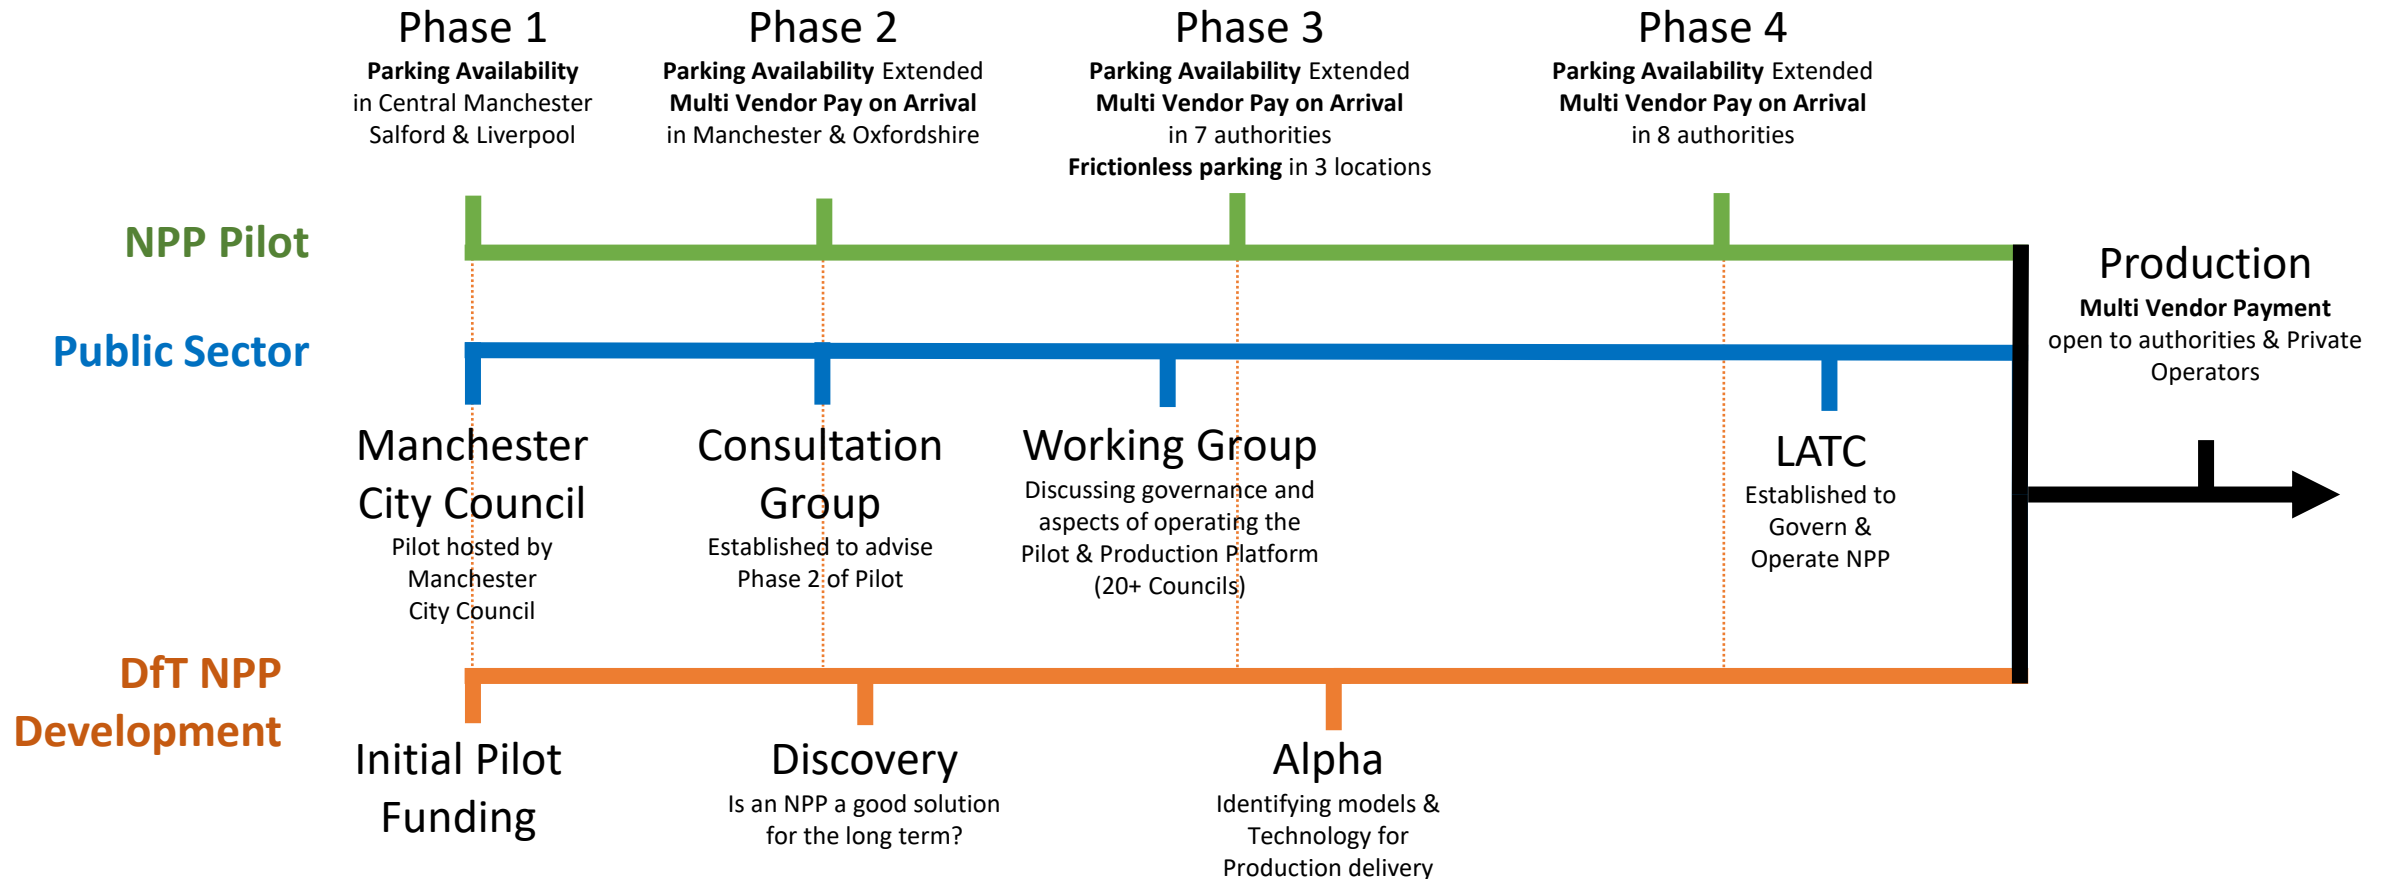 Phase 1
Parking Availability
in Central Manchester
Salford & Liverpool
Phase 2
Parking Availability Extended
Multi Vendor Pay on Arrival
in Manchester & Oxfordshire
Phase 3
Parking Availability Extended
Multi Vendor Pay on Arrival
in 7 authorities
Frictionless parking in 3 locations
Phase 4
Parking Availability Extended
Multi Vendor Pay on Arrival
in 8 authorities
NPP Pilot
Production
Multi Vendor Payment
open to authorities & Private
Operators
Public Sector
Manchester
City Council
Pilot hosted by
Manchester
City Council
Consultation
Group
Established to advise
Phase 2 of Pilot
Working Group
Discussing governance and
aspects of operating the
Pilot & Production Platform
(20+ Councils)
LATC
Established to
Govern &
Operate NPP
DfT NPP
Development
Initial Pilot
Funding
Discovery
Is an NPP a good solution
for the long term?
Alpha
Identifying models &
Technology for
Production delivery